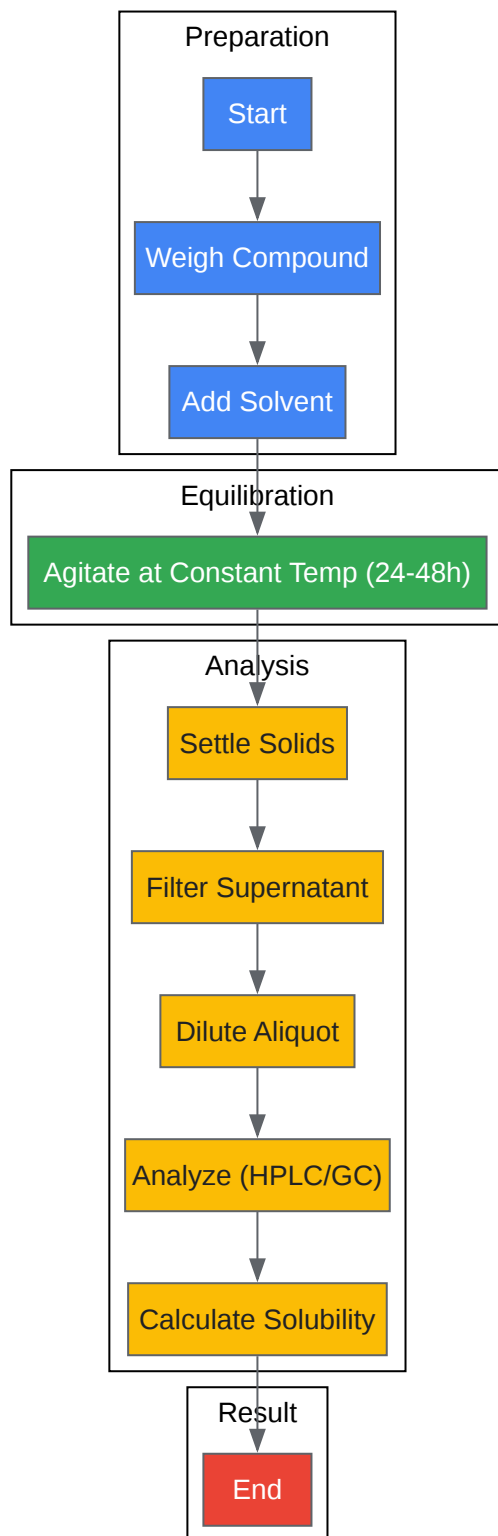 Preparation
Start
Weigh Compound
Add Solvent
Equilibration
Agitate at Constant Temp (24-48h)
Analysis
Settle Solids
Filter Supernatant
Dilute Aliquot
Analyze (HPLC/GC)
Calculate Solubility
Result
End